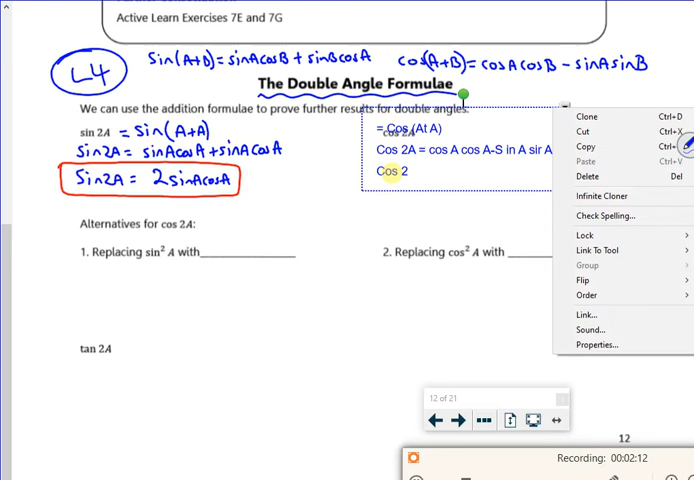 Active Learn Exercises 7E and 7G
L4
Sin(A+B) = sinAcosB + sinBcosA
cos(A+B) = cosAcosB - sinAsinB
The Double Angle Formulae
We can use the addition formulae to prove further results for double angles.
sin 2A = sin(A+A)
sin2A = sinAcosA + sinAcosA
Sin2A = 2sinAcosA
= Cos (At A)
Cos 2A = cos A cos A-S in A sir A
Cos 2
Clone Ctrl+D
Cut Ctrl+X
Copy Ctrl+
Paste Ctrl+V
Delete Del
Infinite Cloner
Check Spelling...
Lock
Link To Tool
Group
Flip
Order
Link...
Sound...
Properties...
Alternatives for cos 2A:
1. Replacing sin² A with
2. Replacing cos² A with
tan 2A
12 of 21
12
Recording: 00:02:12